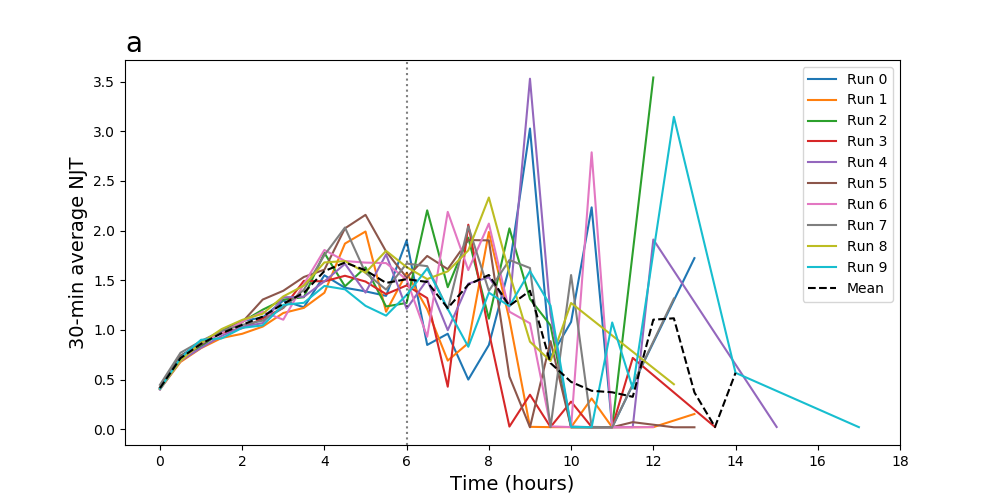 a
30-min average NJT
3.5
3.0
2.5
2.0
1.5
1.0
0.5
0.0
0 2 4 6 8 10 12 14 16 18
Time (hours)
Run 0
Run 1
Run 2
Run 3
Run 4
Run 5
Run 6
Run 7
Run 8
Run 9
Mean